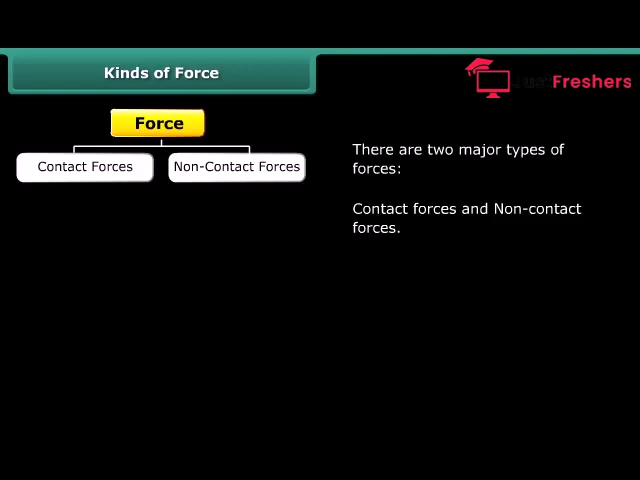 Kinds of Force
Freshers
Force
Contact Forces
Non-Contact Forces
There are two major types of
forces:
Contact forces and Non-contact
forces.